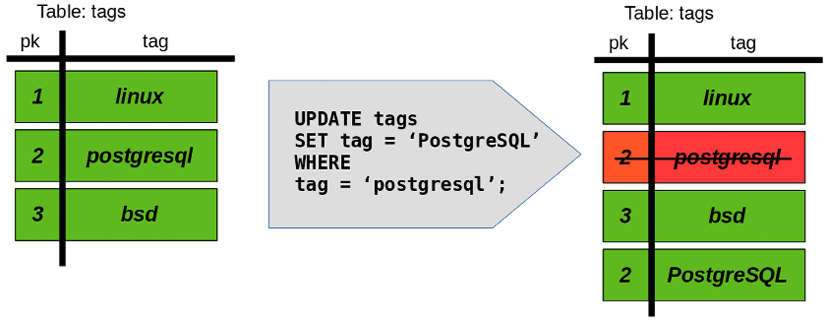 Table: tags
pk tag
1 linux
2 postgresql
3 bsd
UPDATE tags
SET tag = ‘PostgreSQL’
WHERE
tag = ‘postgresql’;
Table: tags
pk tag
1 linux
2 postgresql
3 bsd
2 PostgreSQL